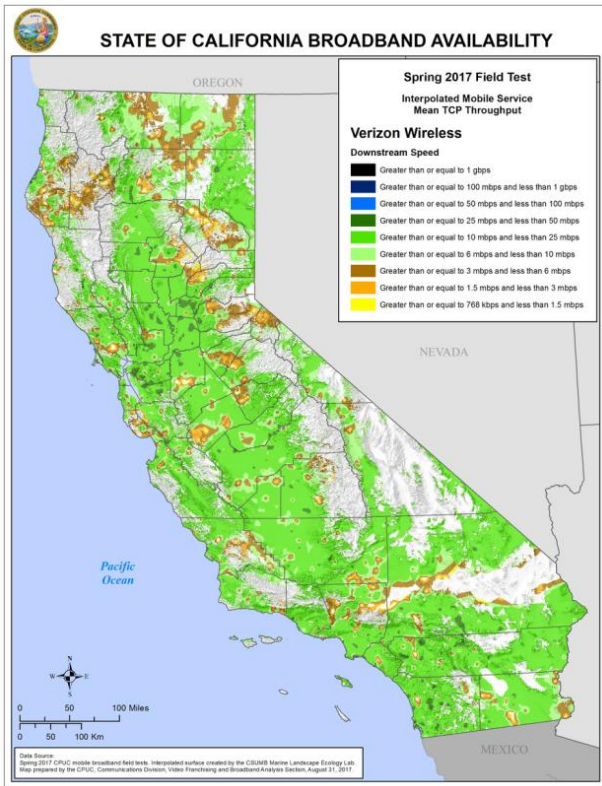 STATE OF CALIFORNIA BROADBAND AVAILABILITY
OREGON
Spring 2017 Field Test
Interpolated Mobile Service
Mean TCP Throughput
Verizon Wireless
Downstream Speed
Greater than or equal to 1 gbps
Greater than or equal to 100 mbps and less than 1 gbps
Greater than or equal to 50 mbps and less than 100 mbps
Greater than or equal to 25 mbps and less than 50 mbps
Greater than or equal to 10 mbps and less than 25 mbps
Greater than or equal to 6 mbps and less than 10 mbps
Greater than or equal to 3 mbps and less than 6 mbps
Greater than or equal to 1.5 mbps and less than 3 mbps
Greater than or equal to 768 kbps and less than 1.5 mbps
NEVADA
Pacific
Ocean
N
W E
S
0 50 100 Miles
0 50 100 Km
MEXICO
Data Source:
Spring 2017 CPUC mobile broadband field tests. Interpolated surface created by the CSUMB Marine Landscape Ecology Lab.
Map prepared by the CPUC, Communications Division, Video Franchising and Broadband Analysis Section, August 31, 2017.